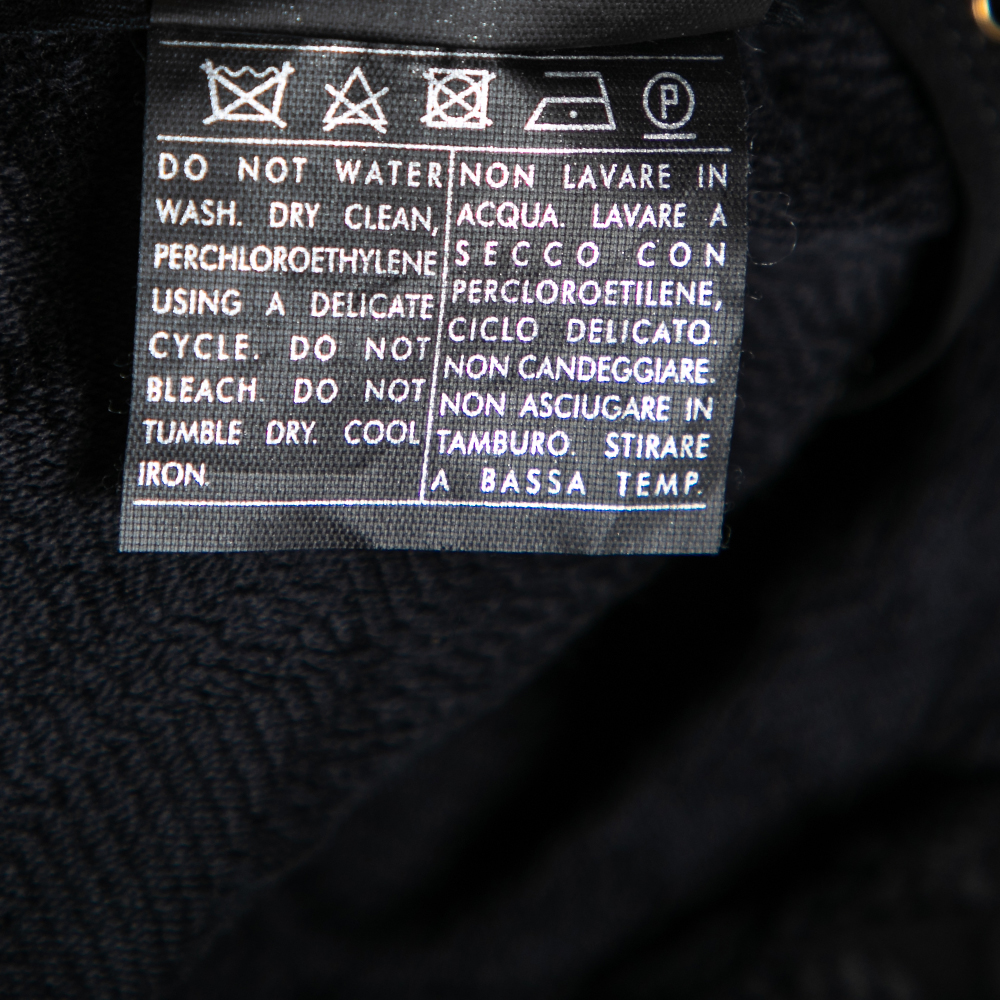 P
DO NOT WATER
WASH. DRY CLEAN,
PERCHLOROETHYLENE
USING A DELICATE
CYCLE. DO NOT
BLEACH. DO NOT
TUMBLE DRY. COOL
IRON.
NON LAVARE IN
ACQUA. LAVARE A
SECCO CON
PERCLOROETILENE,
CICLO DELICATO.
NON CANDEGGIARE.
NON ASCIUGARE IN
TAMBURO. STIRARE
A BASSA TEMP.